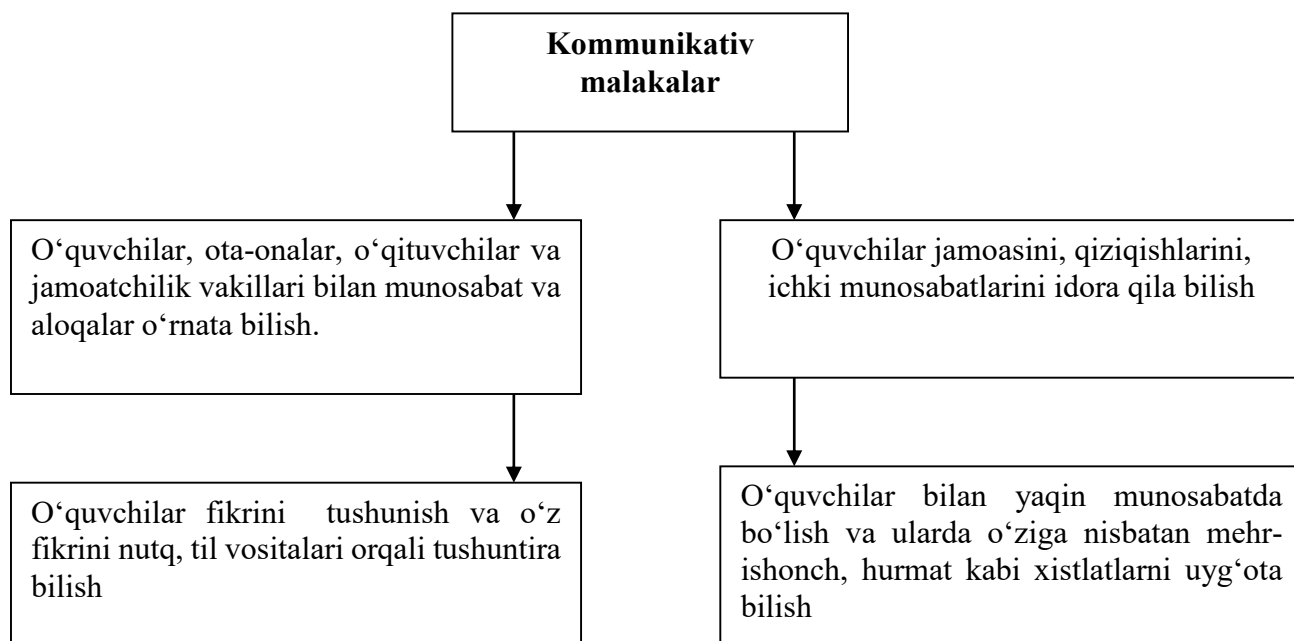 Kommunikativ
malakalar
O‘quvchilar, ota-onalar, o‘qituvchilar va
jamoatchilik vakillari bilan munosabat va
aloqalar o‘rnata bilish.
O‘quvchilar jamoasini, qiziqishlarini,
ichki munosabatlarini idora qila bilish
O‘quvchilar fikrini tushunish va o‘z
fikrini nutq, til vositalari orqali tushuntira
bilish
O‘quvchilar bilan yaqin munosabatda
bo‘lish va ularda o‘ziga nisbatan mehr-
ishonch, hurmat kabi xistlatlarni uyg‘ota
bilish